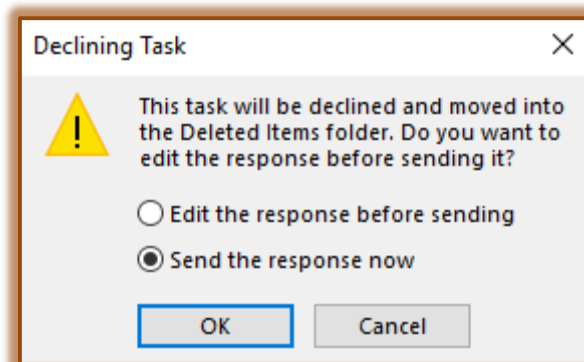 Declining Task
This task will be declined and moved into
the Deleted Items folder. Do you want to
edit the response before sending it?
Edit the response before sending
Send the response now
OK Cancel